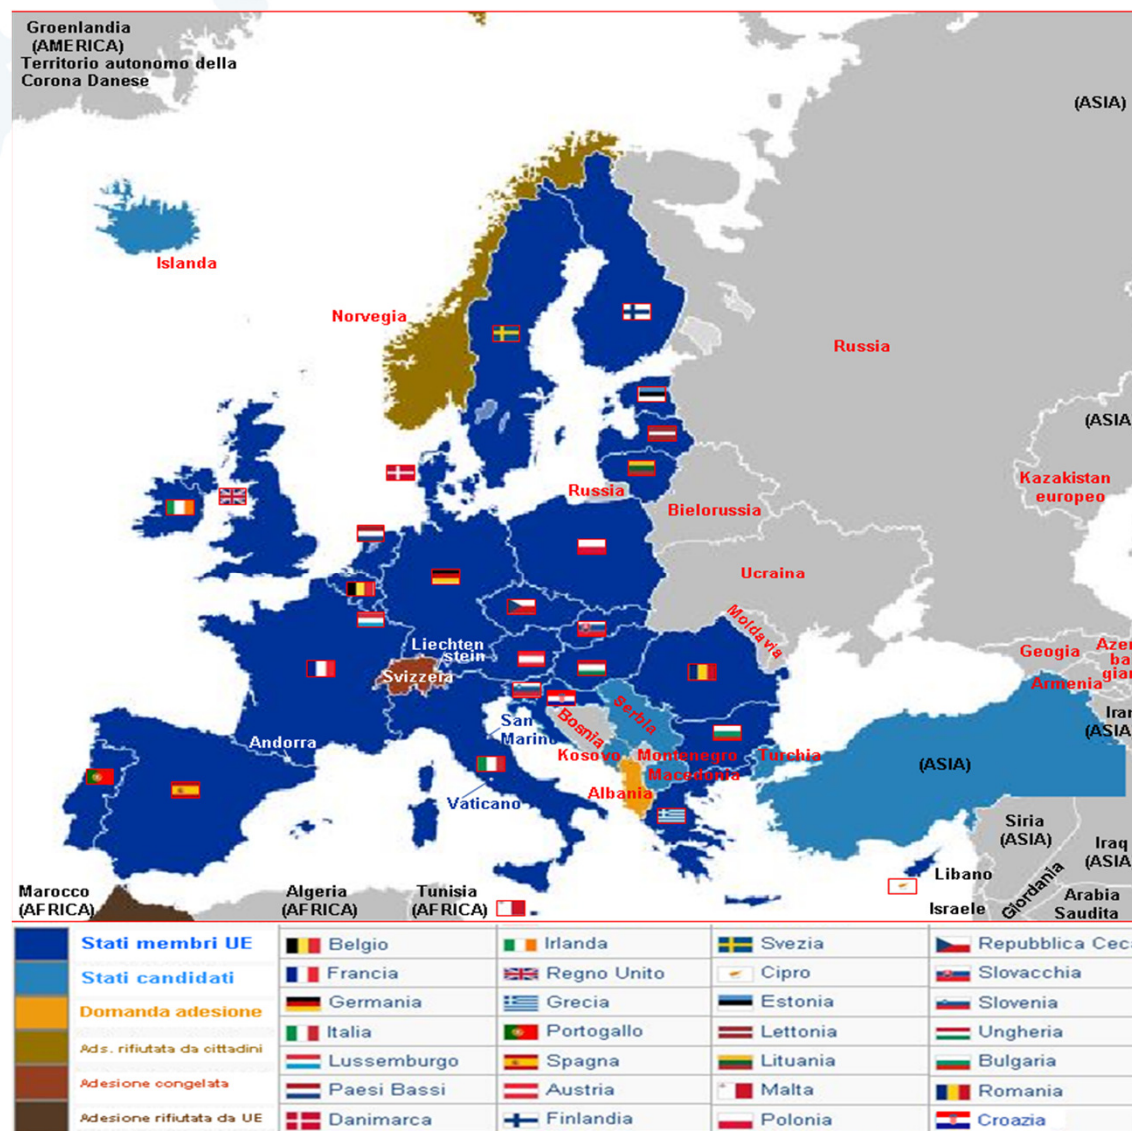 Groenlandia
(AMERICA)
Territorio autonomo della
Corona Danese
(ASIA)
Islanda
Norvegia
Russia
(ASIA
Kazakistan
europeo
Russia
Bielorussia
Ucraina
Moldavia
Liechten
stein
Svizzera
Geogia
Azer
ba
gian
Armenia
Iran
(ASIA
San
Marino
Bosnia
Serbia
Andorra
Kosovo
Montenegro
Turchia
Macedonia
(ASIA)
Vaticano
Albania
Siria
(ASIA)
Iraq
(ASIA
Libano
Giordania
Marocco
(AFRICA)
Algeria
(AFRICA)
Tunisia
(AFRICA)
Israele
Arabia
Saudita
Stati membri UE
Stati candidati
Domanda adesione
Ads. rifiutata da cittadini
Adesione congelata
Adesione rifiutata da UE
Belgio
Francia
Germania
Italia
Lussemburgo
Paesi Bassi
Danimarca
Irlanda
Regno Unito
Grecia
Portogallo
Spagna
Austria
Finlandia
Svezia
Cipro
Estonia
Lettonia
Lituania
Malta
Polonia
Repubblica Cec
Slovacchia
Slovenia
Ungheria
Bulgaria
Romania
Croazia